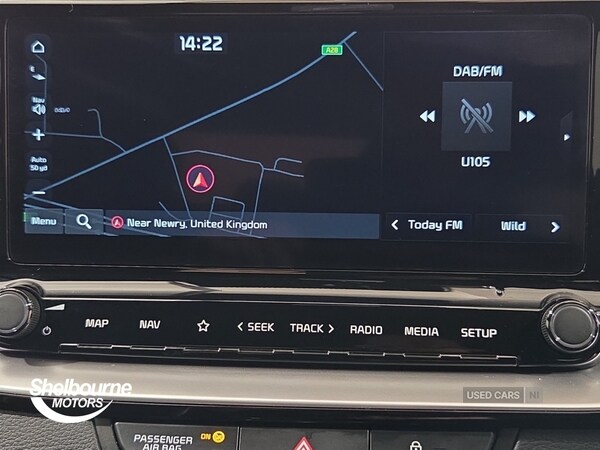 14:22
A28
DAB/FM
Nav
Auto
50 yd
U105
Menu
Near Newry, United Kingdom
Today FM
Wild
MAP NAV SEEK TRACK RADIO MEDIA SETUP
Shelbourne
MOTORS
USED CARS NI
PASSENGER
AIR BAG
ON